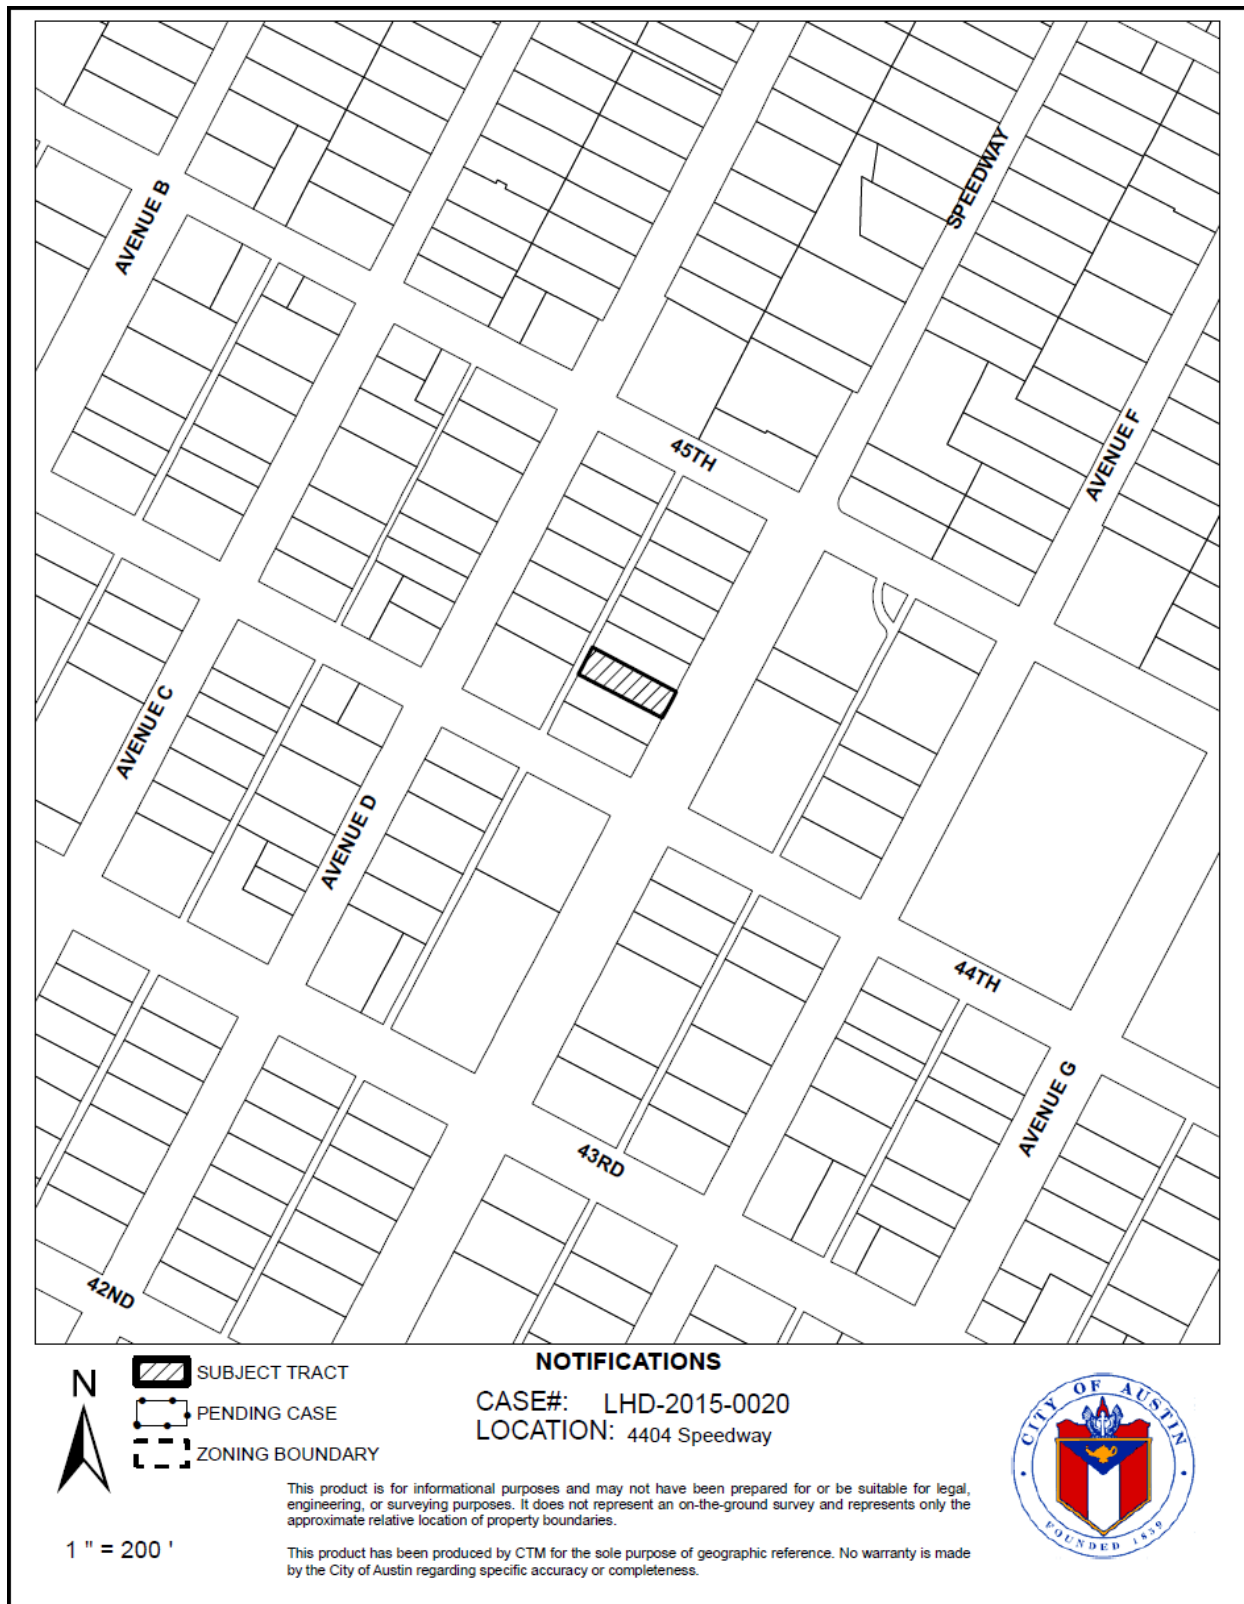 SPEEDWAY
AVENUE B
AVENUE F
45TH
AVENUE C
AVENUE D
44TH
AVENUE G
43RD
42ND
N
SUBJECT TRACT
PENDING CASE
ZONING BOUNDARY
1 " = 200 '
NOTIFICATIONS
CASE#: LHD-2015-0020
LOCATION: 4404 Speedway
This product is for informational purposes and may not have been prepared for or be suitable for legal,
engineering, or surveying purposes. It does not represent an on-the-ground survey and represents only the
approximate relative location of property boundaries.
This product has been produced by CTM for the sole purpose of geographic reference. No warranty is made
by the City of Austin regarding specific accuracy or completeness.
CITY OF AUSTIN
FOUNDED 1839